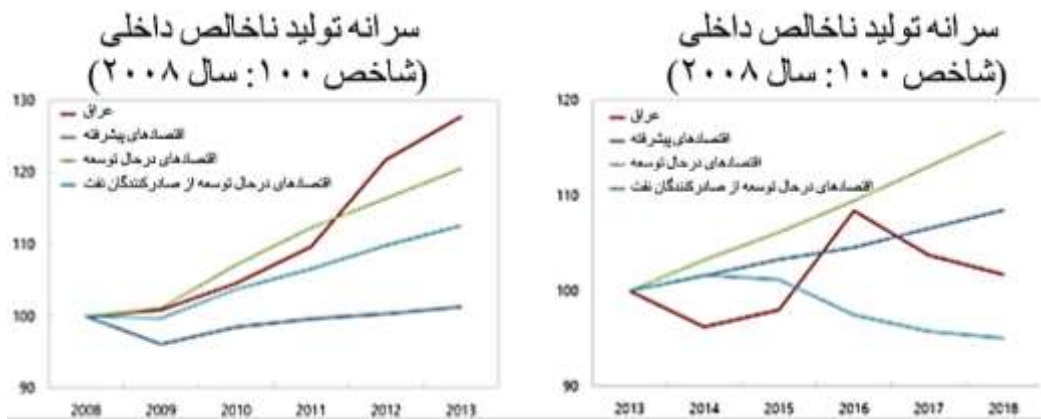 سرانه تولید ناخالص داخلی
(شاخص ۱۰۰: سال ۲۰۰۸)
130
120
110
100
90
عراق
اقتصادهای پیشرفته
اقتصادهای درحال توسعه
اقتصادهای درحال توسعه از صادرکنندگان نفت
2008 2009 2010 2011 2012 2013
سرانه تولید ناخالص داخلی
(شاخص ۱۰۰: سال ۲۰۰۸)
120
110
100
90
عراق
اقتصادهای پیشرفته
اقتصادهای درحال توسعه
اقتصادهای درحال توسعه از صادرکنندگان نفت
2013 2014 2015 2016 2017 2018